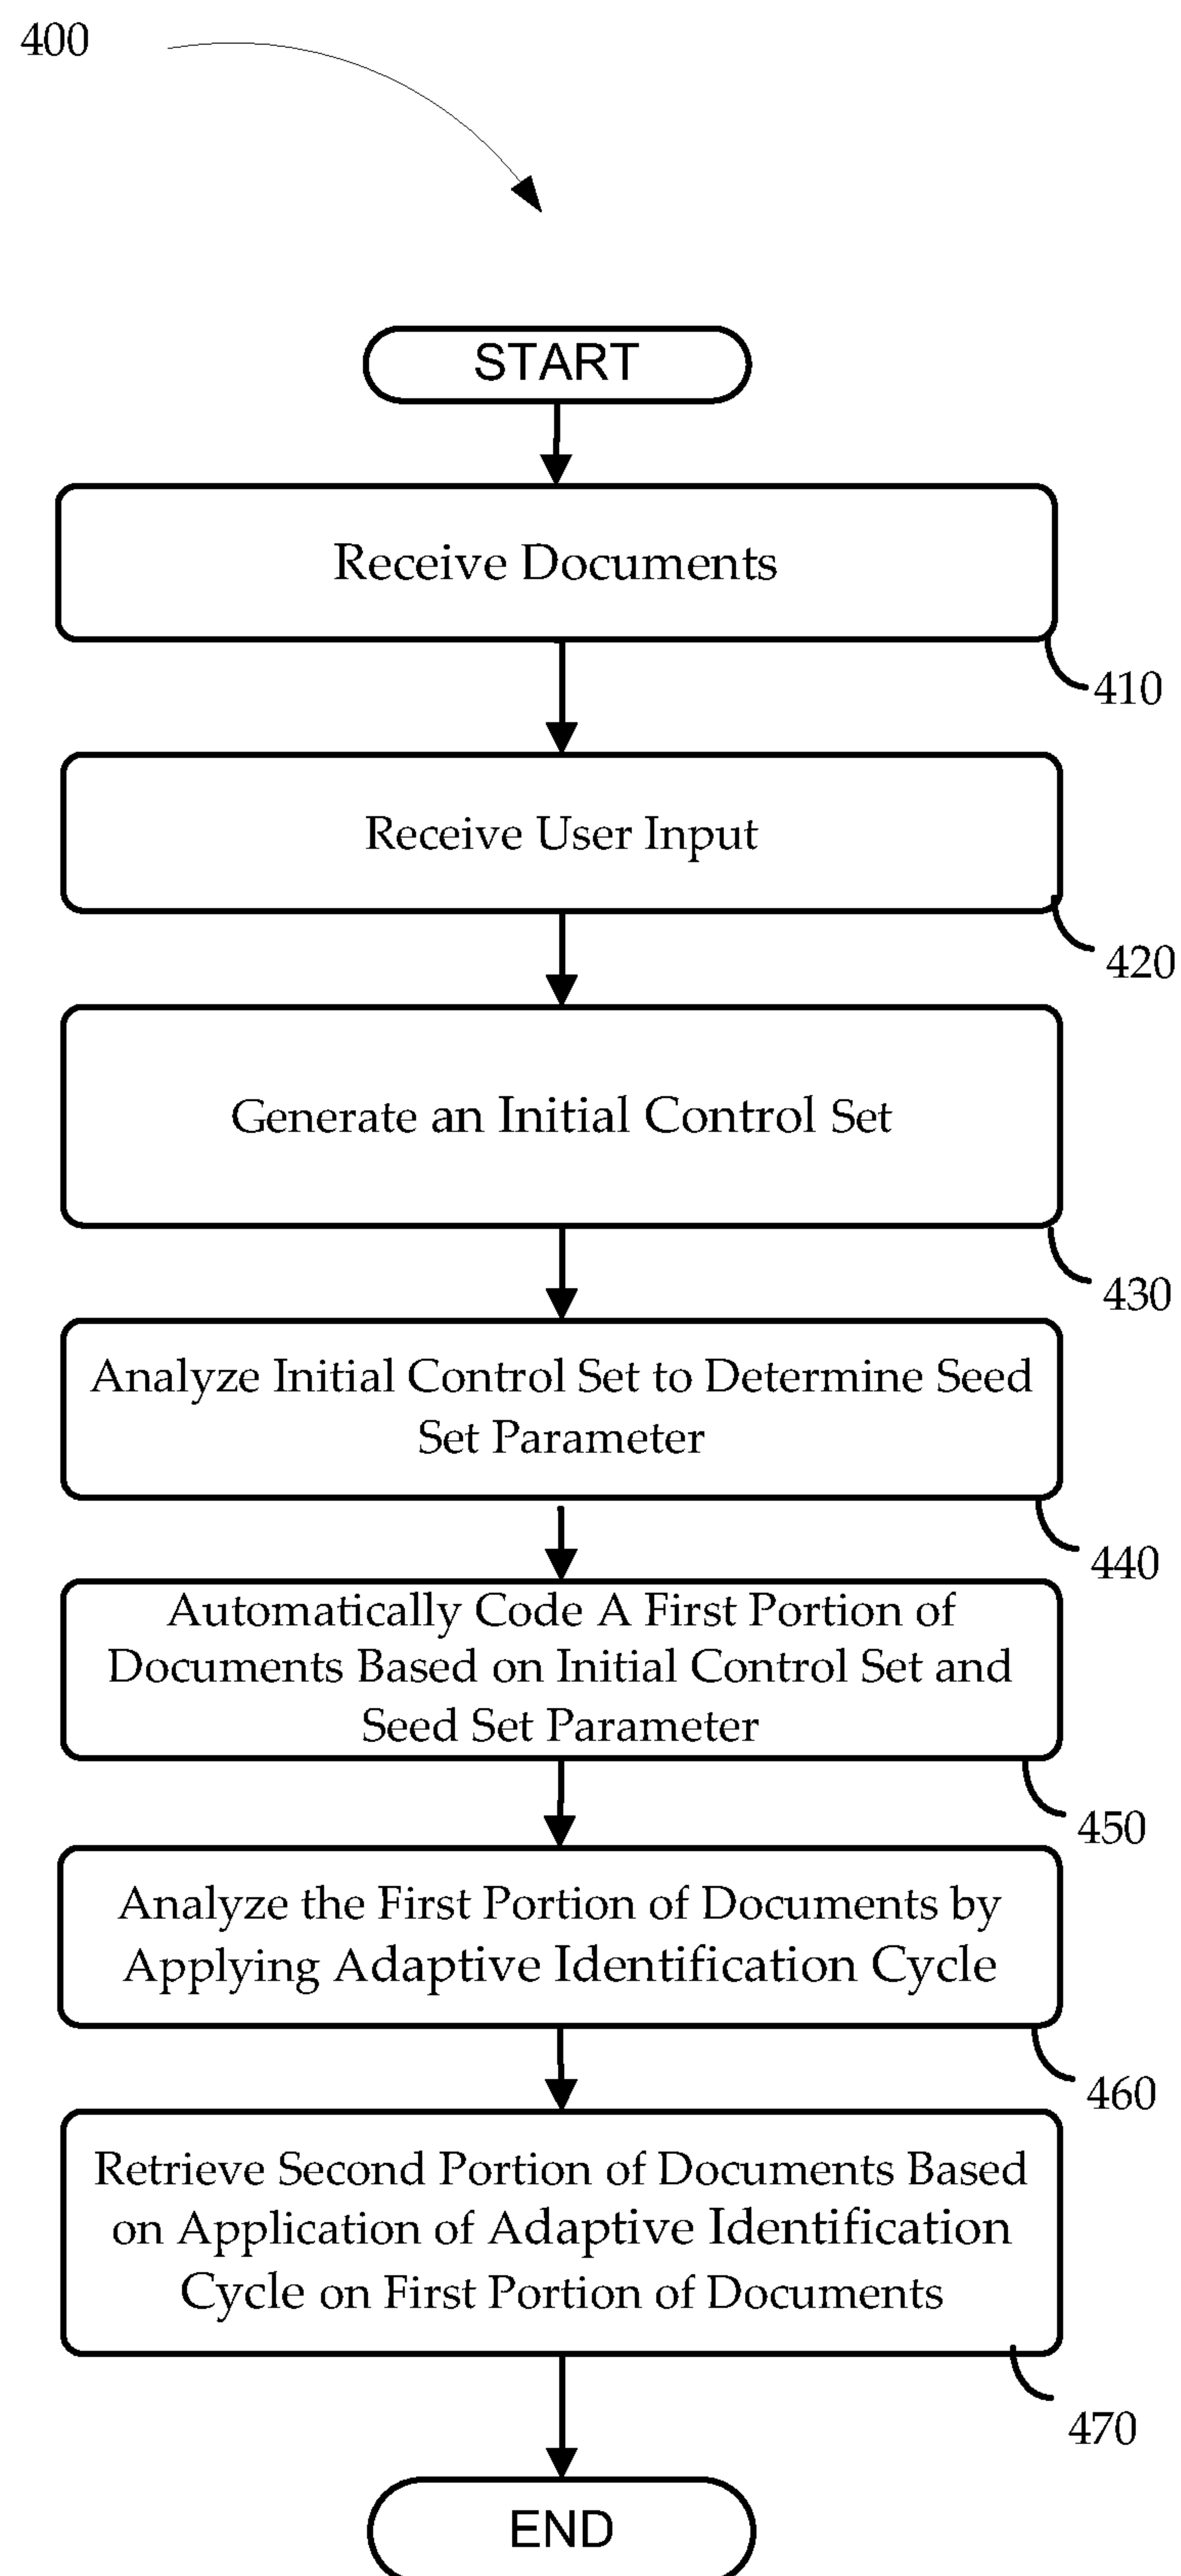 400
START
Receive Documents
410
Receive User Input
420
Generate an Initial Control Set
430
Analyze Initial Control Set to Determine Seed
Set Parameter
440
Automatically Code A First Portion of
Documents Based on Initial Control Set and
Seed Set Parameter
450
Analyze the First Portion of Documents by
Applying Adaptive Identification Cycle
460
Retrieve Second Portion of Documents Based
on Application of Adaptive Identification
Cycle on First Portion of Documents
470
END